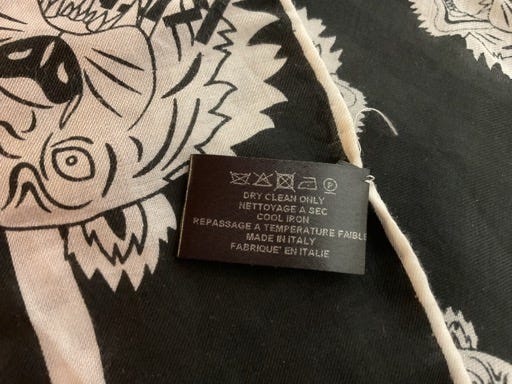 P
DRY CLEAN ONLY
NETTOYAGE A SEC
COOL IRON
REPASSAGE A TEMPERATURE FAIBLE
MADE IN ITALY
FABRIQUE' EN ITALIE